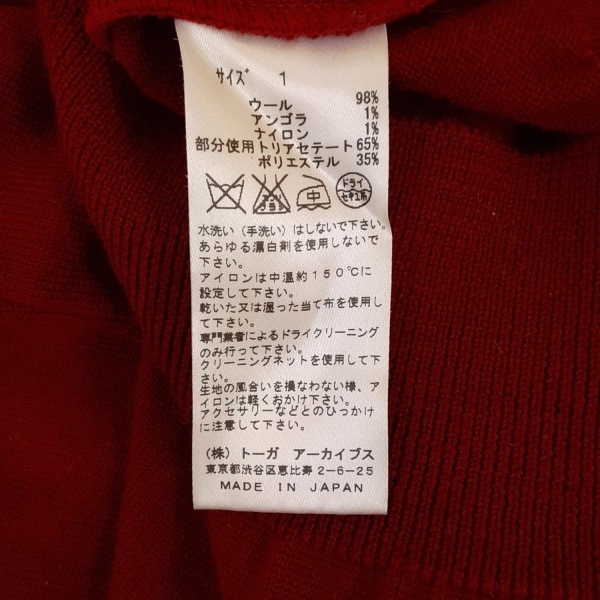 サイズ 1
ウール 98%
アンゴラ 1%
ナイロン 1%
部分使用 トリアセテート 65%
ポリエステル 35%
中 ドライ
セキユ系
水洗い（手洗い）はしないで下さい。
あらゆる漂白剤を使用しないで
下さい。
アイロンは中温約150℃に
設定して下さい。
乾いた又は湿った当て布を使用し
て下さい。
専門業者によるドライクリーニング
のみ行って下さい。
クリーニングネットを使用して下
さい。
生地の風合いを損なわない様、ア
イロンは軽くおかけ下さい。
アクセサリーなどとのひっかけ
に注意して下さい。
(株) トーガ アーカイブス
東京都渋谷区恵比寿2-6-25
MADE IN JAPAN